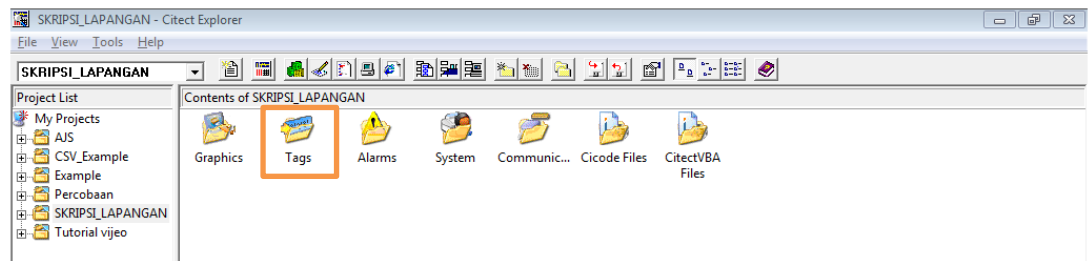 SKRIPSI_LAPANGAN - Citect Explorer
File View Tools Help
SKRIPSI_LAPANGAN
Project List
Contents of SKRIPSI_LAPANGAN
My Projects
AJS
CSV_Example
Example
Percobaan
SKRIPSI_LAPANGAN
Tutorial vijeo
Graphics
Tags
Alarms
System
Communic...
Cicode Files
CitectVBA
Files